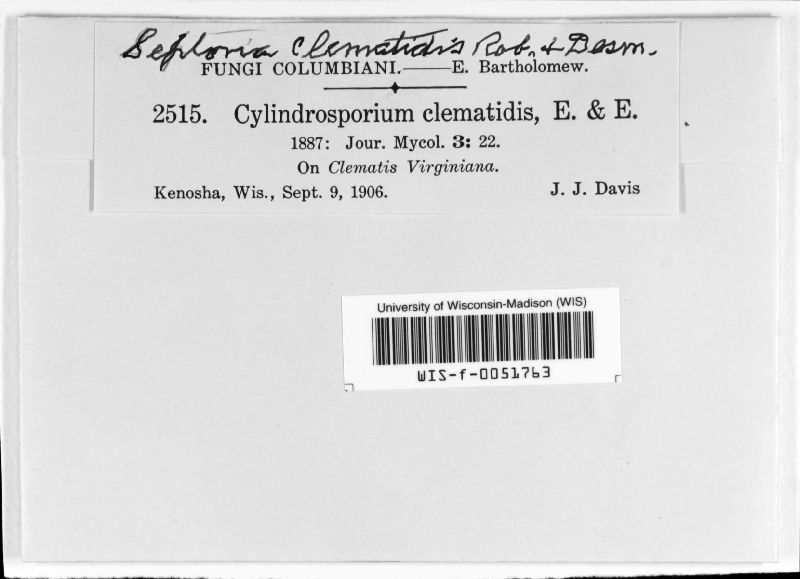 Septoria Clematidis Rob. & Desm.
FUNGI COLUMBIANI.——E. Bartholomew.
2515. Cylindrosporium clematidis, E. & E.
1887: Jour. Mycol. 3: 22.
On Clematis Virginiana.
Kenosha, Wis., Sept. 9, 1906. J. J. Davis
University of Wisconsin-Madison (WIS)
WIS-f-0051763